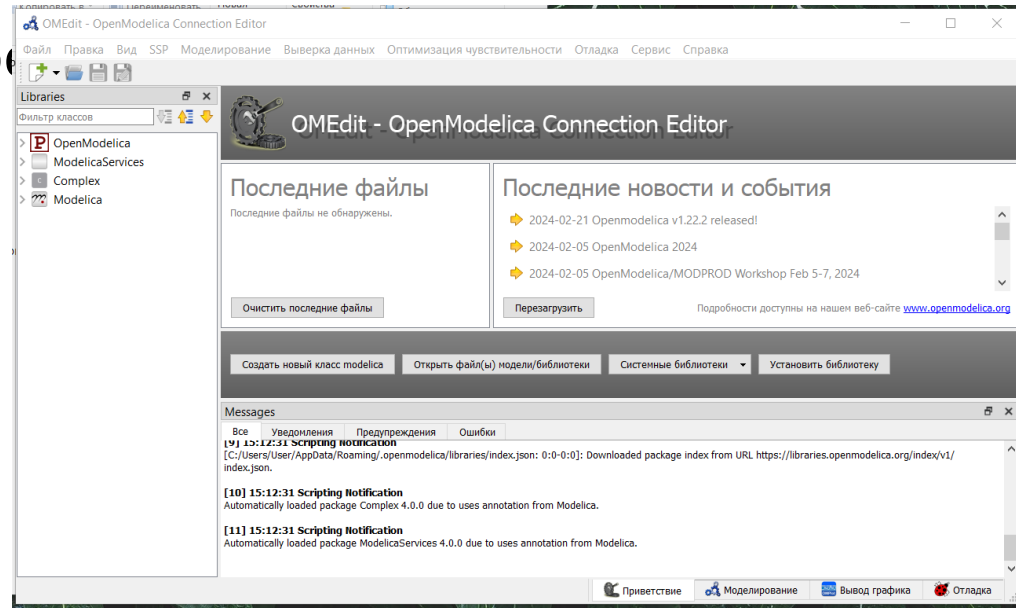 OMEdit - OpenModelica Connection Editor
Файл Правка Вид SSP Моделирование Выверка данных Оптимизация чувствительности Отладка Сервис Справка
Libraries
Фильтр классов
P OpenModelica
ModelicaServices
C Complex
Modelica
OMEdit - OpenModelica Connection Editor
Последние файлы
Последние файлы не обнаружены.
Очистить последние файлы
Последние новости и события
2024-02-21 Openmodelica v1.22.2 released!
2024-02-05 OpenModelica 2024
2024-02-05 OpenModelica/MODPROD Workshop Feb 5-7, 2024
Перезагрузить
Подробности доступны на нашем веб-сайте www.openmodelica.org
Создать новый класс modelica
Открыть файл(ы) модели/библиотеки
Системные библиотеки
Установить библиотеку
Messages
Все Уведомления Предупреждения Ошибки
[9] 15:12:31 Scripting Notification
[C:/Users/User/AppData/Roaming/.openmodelica/libraries/index.json: 0:0-0:0]: Downloaded package index from URL https://libraries.openmodelica.org/index/v1/
index.json.
[10] 15:12:31 Scripting Notification
Automatically loaded package Complex 4.0.0 due to uses annotation from Modelica.
[11] 15:12:31 Scripting Notification
Automatically loaded package ModelicaServices 4.0.0 due to uses annotation from Modelica.
Приветствие Моделирование Вывод графика Отладка